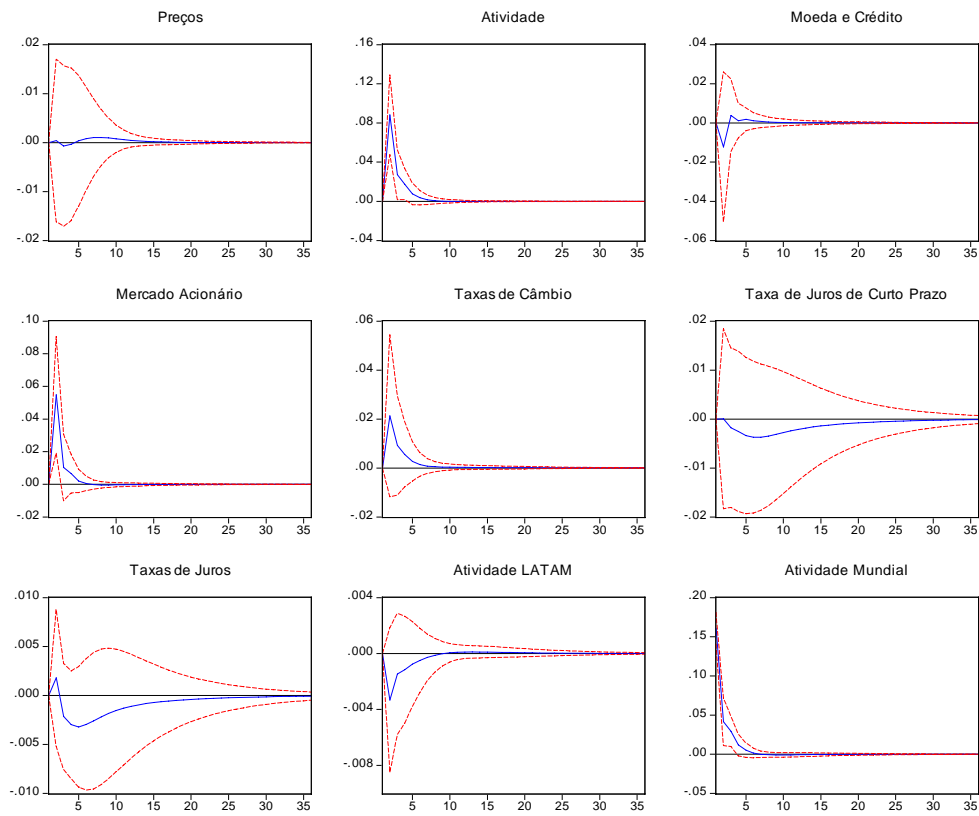 Preços
.02
.01
.00
-.01
-.02
5 10 15 20 25 30 35
Atividade
.16
.12
.08
.04
.00
-.04
5 10 15 20 25 30 35
Moeda e Crédito
.04
.02
.00
-.02
-.04
-.06
5 10 15 20 25 30 35
Mercado Acionário
.10
.08
.06
.04
.02
.00
-.02
5 10 15 20 25 30 35
Taxas de Câmbio
.06
.04
.02
.00
-.02
5 10 15 20 25 30 35
Taxa de Juros de Curto Prazo
.02
.01
.00
-.01
-.02
5 10 15 20 25 30 35
Taxas de Juros
.010
.005
.000
-.005
-.010
5 10 15 20 25 30 35
Atividade LATAM
.004
.000
-.004
-.008
5 10 15 20 25 30 35
Atividade Mundial
.20
.15
.10
.05
.00
-.05
5 10 15 20 25 30 35